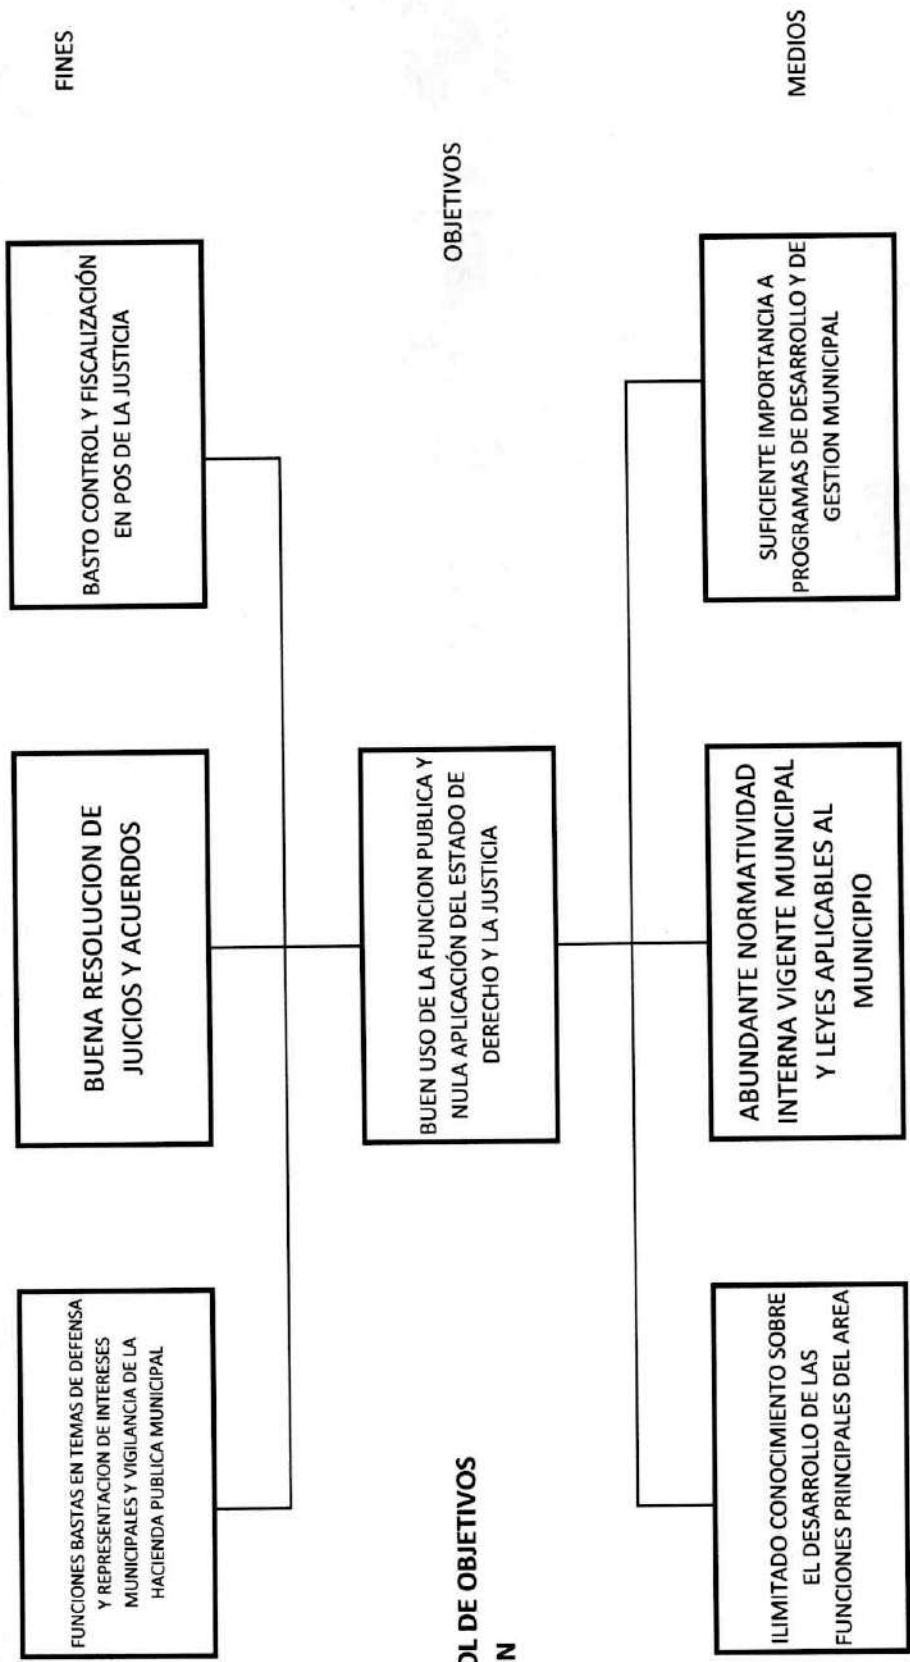 FINES
FUNCIONES BASTAS EN TEMAS DE DEFENSA
Y REPRESENTACION DE INTERESES
MUNICIPALES Y VIGILANCIA DE LA
HACIENDA PUBLICA MUNICIPAL
BUENA RESOLUCION DE
JUICIOS Y ACUERDOS
BASTO CONTROL Y FISCALIZACIÓN
EN POS DE LA JUSTICIA
OBJETIVOS
BUEN USO DE LA FUNCION PUBLICA Y
NULA APLICACIÓN DEL ESTADO DE
DERECHO Y LA JUSTICIA
OL DE OBJETIVOS
N
MEDIOS
ILIMITADO CONOCIMIENTO SOBRE
EL DESARROLLO DE LAS
FUNCIONES PRINCIPALES DEL AREA
ABUNDANTE NORMATIVIDAD
INTERNA VIGENTE MUNICIPAL
Y LEYES APLICABLES AL
MUNICIPIO
SUFICIENTE IMPORTANCIA A
PROGRAMAS DE DESARROLLO Y DE
GESTION MUNICIPAL